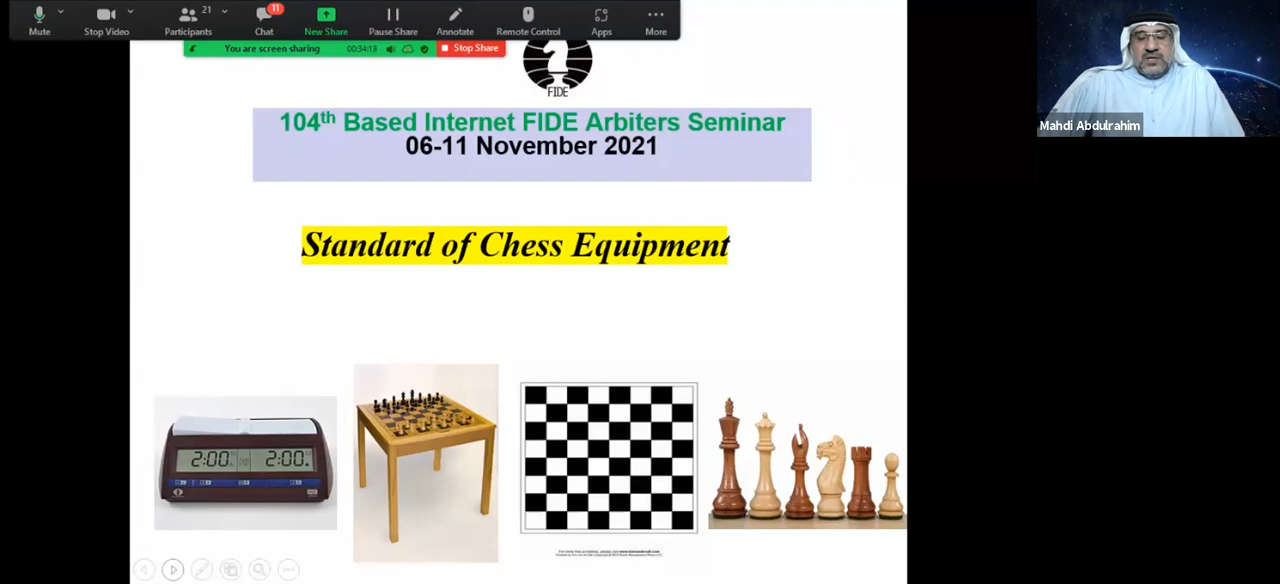 Mute
Stop Video
21
Participants
11
Chat
New Share
Pause Share
Annotate
Remote Control
Apps
More
You are screen sharing
00:34:18
Stop Share
FIDE
Mahdi Abdulrahim
104th Based Internet FIDE Arbiters Seminar
06-11 November 2021
Standard of Chess Equipment
2:00 2:00